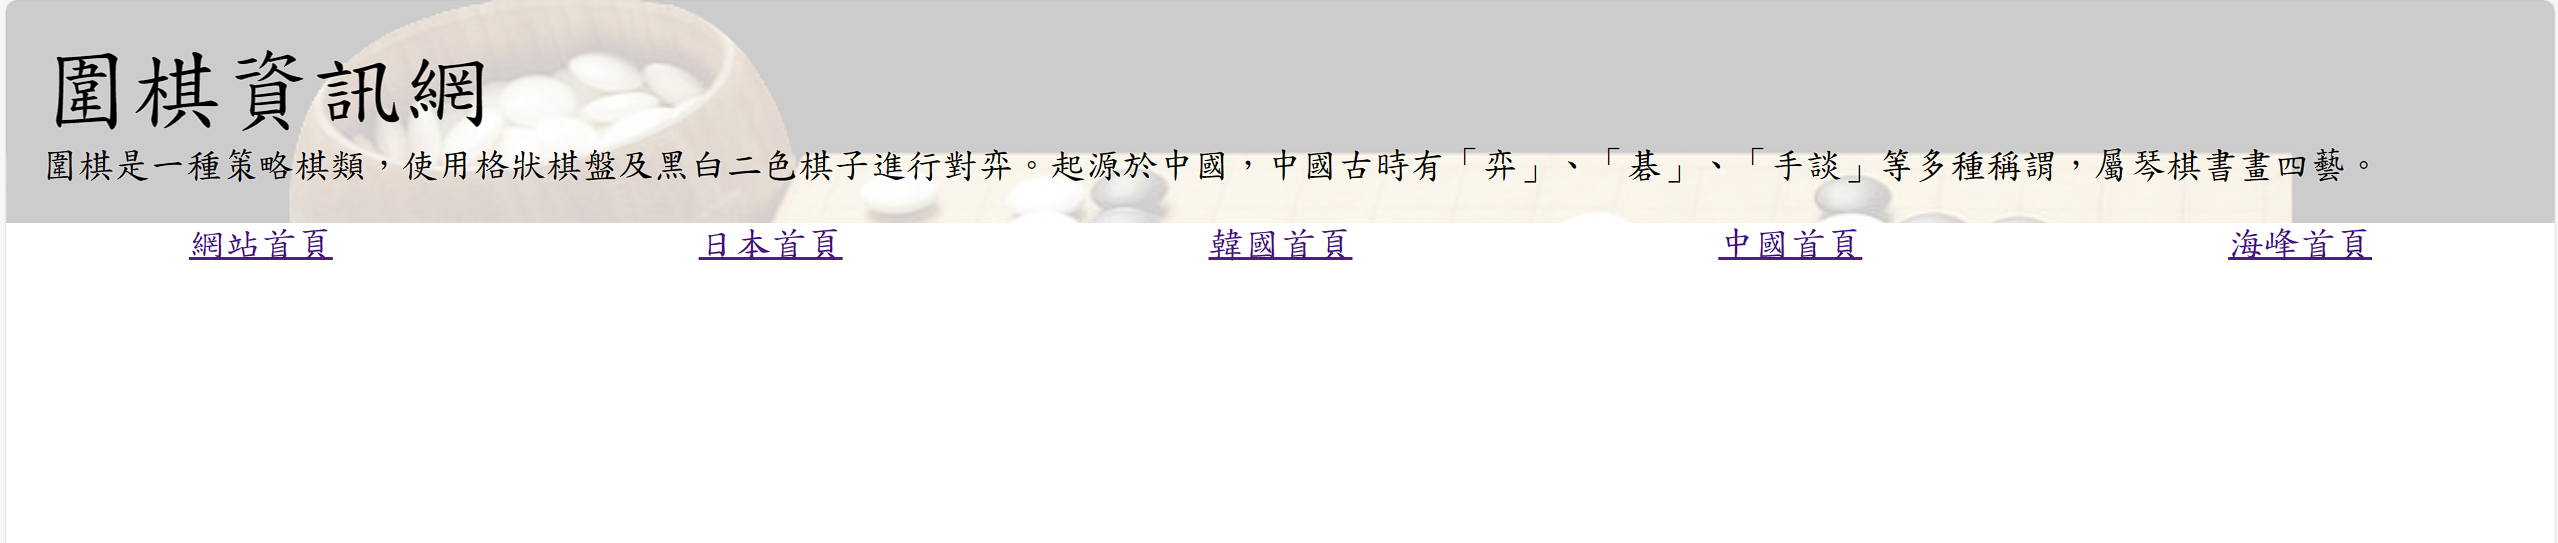 圍棋資訊網
圍棋是一種策略棋類，使用格狀棋盤及黑白二色棋子進行對弈。起源於中國，中國古時有「弈」、「碁」、「手談」等多種稱謂，屬琴棋書畫四藝。
網站首頁 日本首頁 韓國首頁 中國首頁 海峰首頁